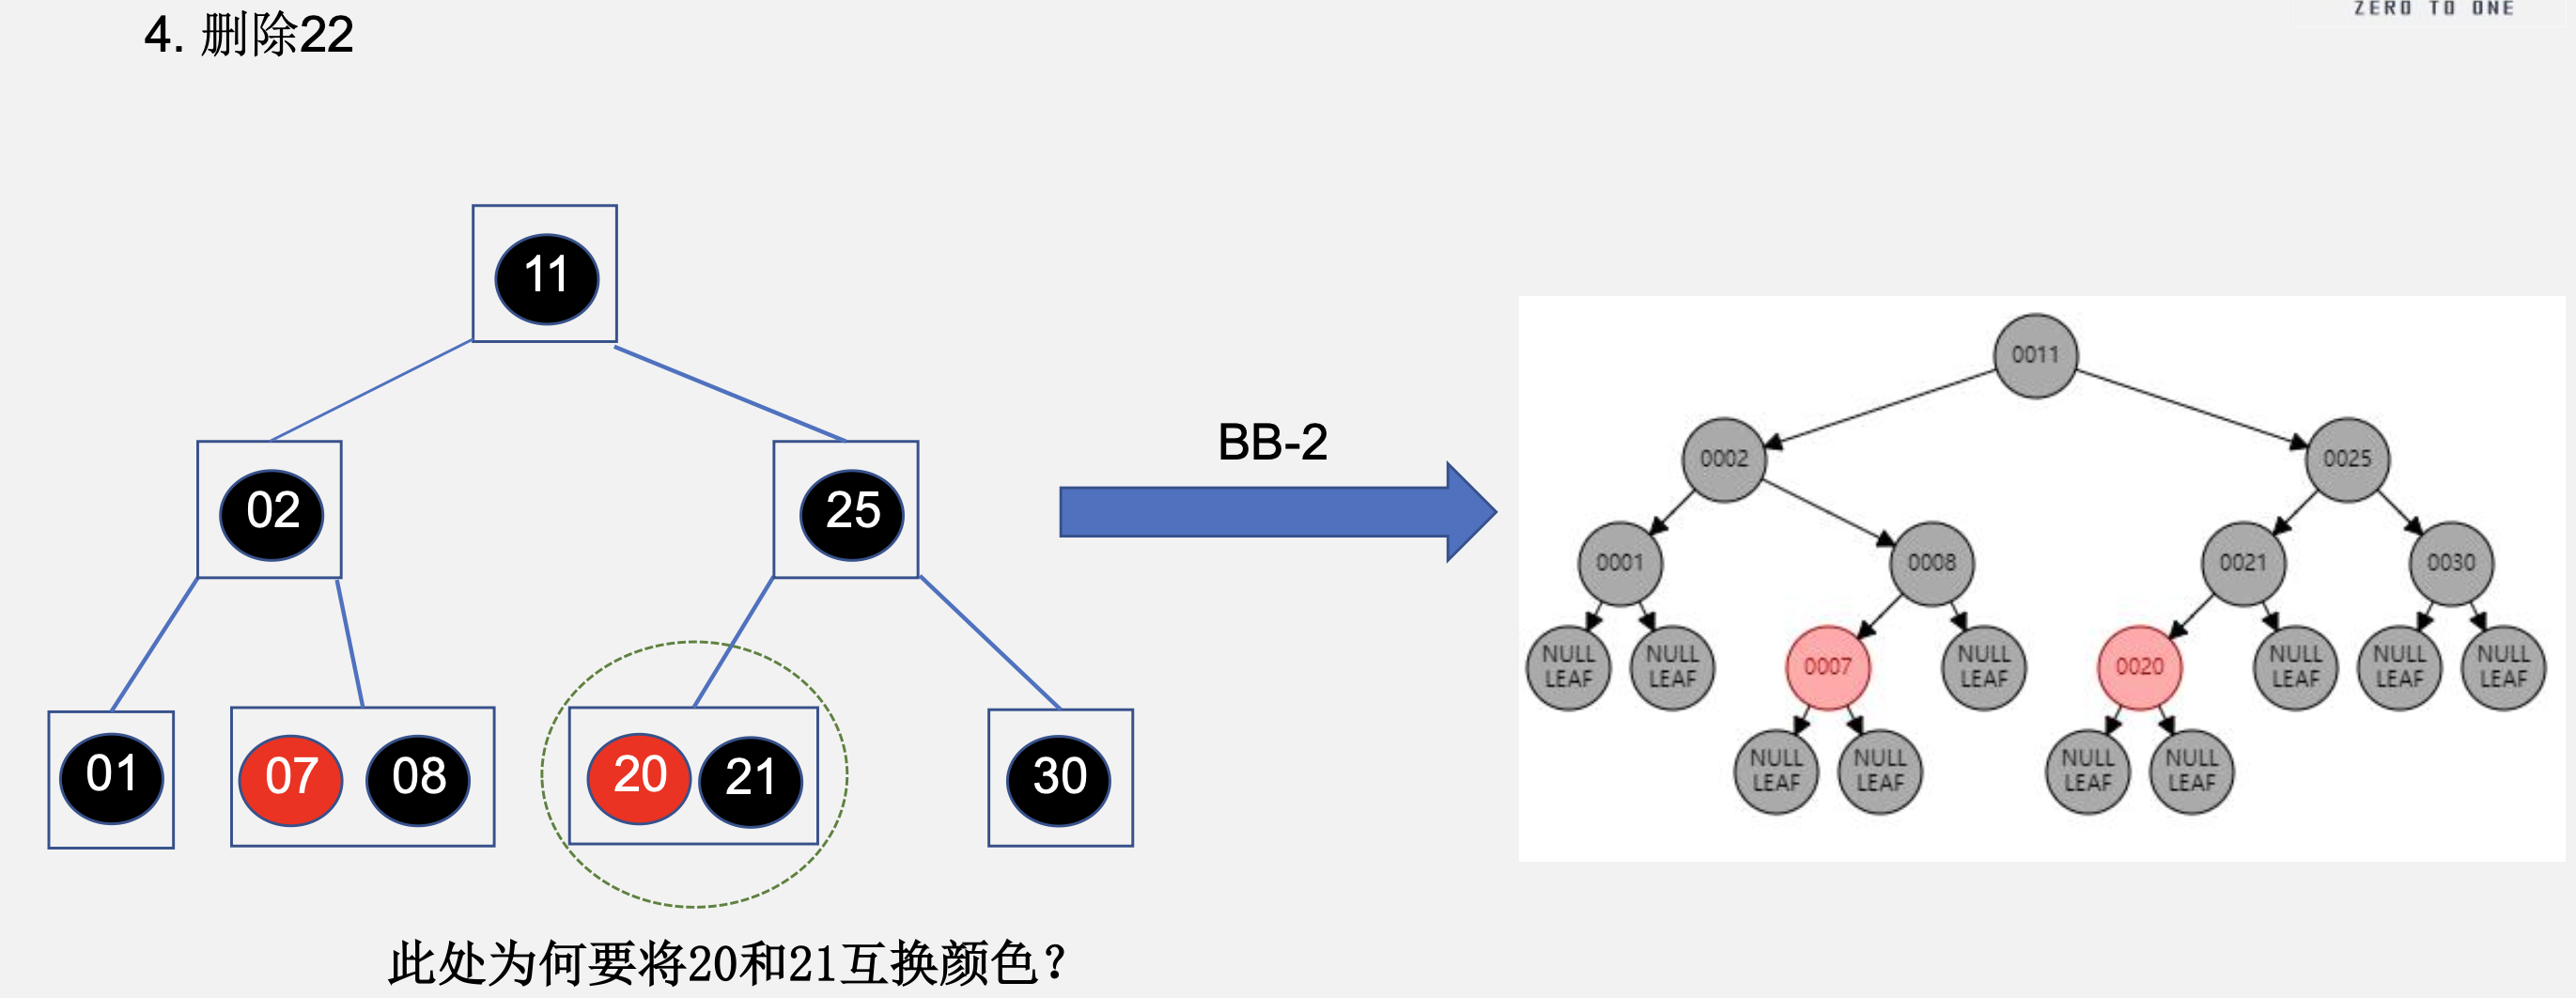 ZERO TO ONE
4. 删除22
11
02
25
01
07
08
20
21
30
BB-2
0011
0002
0025
0001
0008
0021
0030
NULL
LEAF
NULL
LEAF
0007
NULL
LEAF
0020
NULL
LEAF
NULL
LEAF
NULL
LEAF
NULL
LEAF
NULL
LEAF
NULL
LEAF
NULL
LEAF
此处为何要将20和21互换颜色？